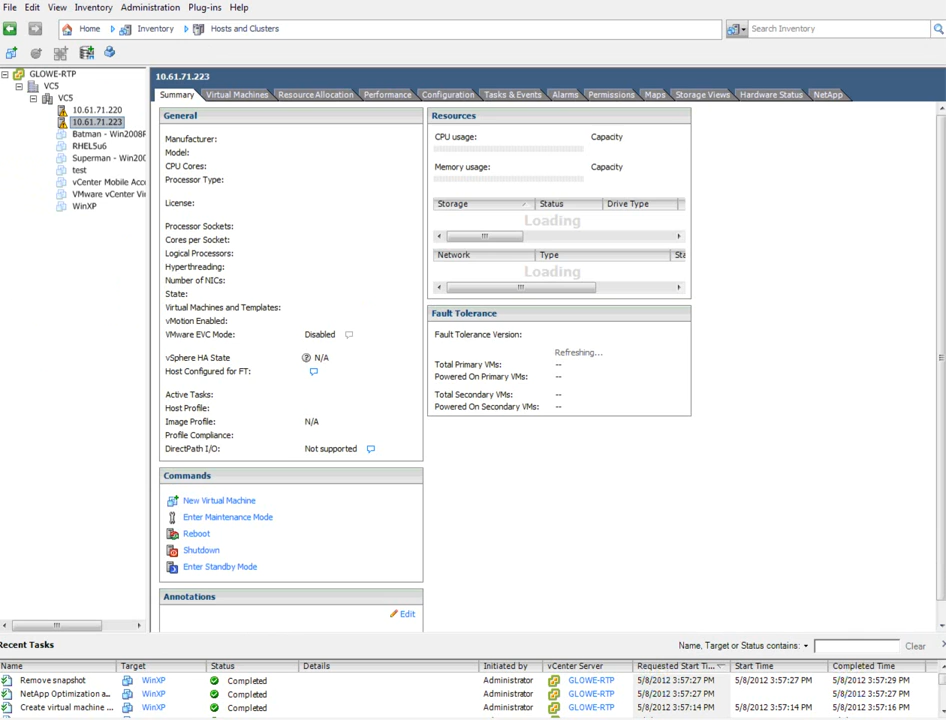 File Edit View Inventory Administration Plug-ins Help
Home Inventory Hosts and Clusters Search Inventory
GLOWE-RTP
VC5
VC5
10.61.71.220
10.61.71.223
Batman - Win2008R
RHEL5u6
Superman - Win200
test
vCenter Mobile Acc
VMware vCenter Vi
WinXP
10.61.71.223
Summary Virtual Machines Resource Allocation Performance Configuration Tasks & Events Alarms Permissions Maps Storage Views Hardware Status NetApp
General
Manufacturer:
Model:
CPU Cores:
Processor Type:
License:
Processor Sockets:
Cores per Socket:
Logical Processors:
Hyperthreading:
Number of NICs:
State:
Virtual Machines and Templates:
vMotion Enabled:
VMware EVC Mode: Disabled
vSphere HA State N/A
Host Configured for FT:
Active Tasks:
Host Profile:
Image Profile: N/A
Profile Compliance:
DirectPath I/O: Not supported
Commands
New Virtual Machine
Enter Maintenance Mode
Reboot
Shutdown
Enter Standby Mode
Annotations
Edit
Resources
CPU usage: Capacity
Memory usage: Capacity
Storage Status Drive Type
Loading
Network Type Sta
Loading
Fault Tolerance
Fault Tolerance Version:
Refreshing...
Total Primary VMs: --
Powered On Primary VMs: --
Total Secondary VMs: --
Powered On Secondary VMs: --
Recent Tasks Name, Target or Status contains: Clear
Name Target Status Details Initiated by vCenter Server Requested Start Ti... Start Time Completed Time
Remove snapshot WinXP Completed Administrator GLOWE-RTP 5/8/2012 3:57:27 PM 5/8/2012 3:57:27 PM 5/8/2012 3:57:29 PM
NetApp Optimization a... WinXP Completed Administrator GLOWE-RTP 5/8/2012 3:57:27 PM 5/8/2012 3:57:27 PM
Create virtual machine ... WinXP Completed Administrator GLOWE-RTP 5/8/2012 3:57:14 PM 5/8/2012 3:57:14 PM 5/8/2012 3:57:16 PM